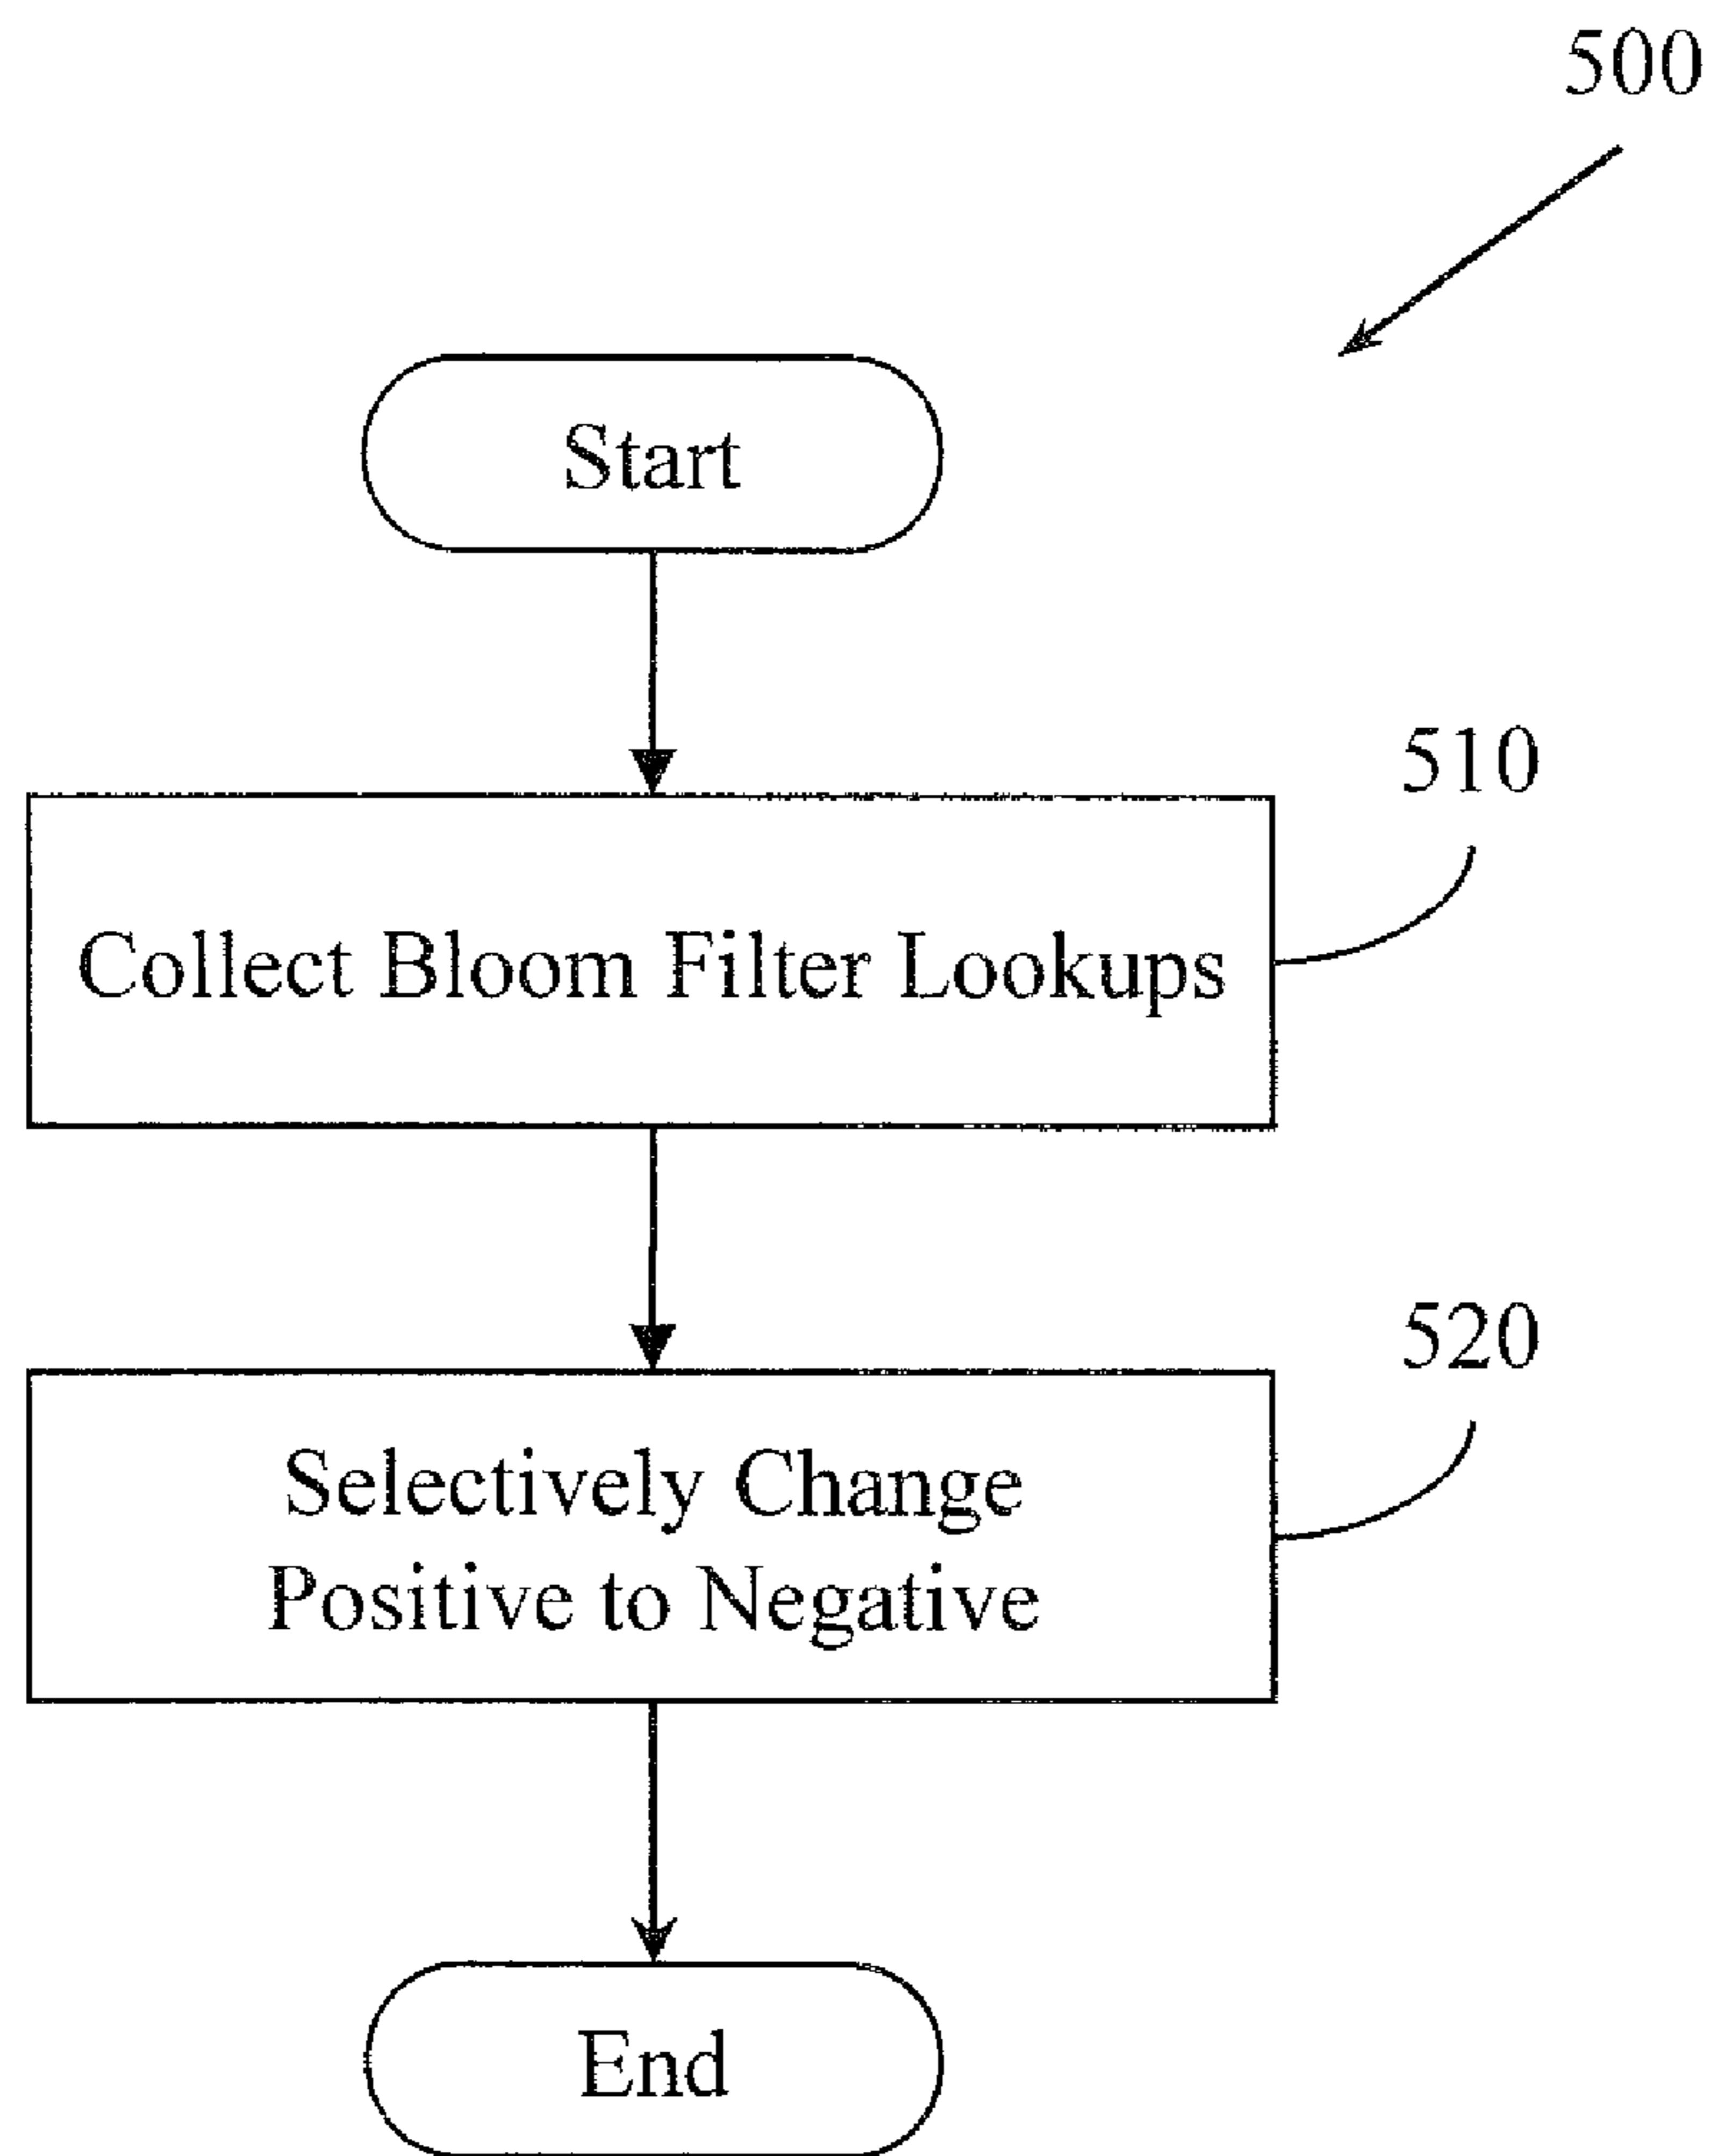 500
Start
510
Collect Bloom Filter Lookups
520
Selectively Change
Positive to Negative
End